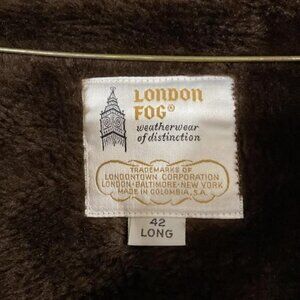 LONDON
FOG®
weatherwear
of distinction
TRADEMARKS OF
LONDONTOWN CORPORATION
LONDON·BALTIMORE·NEW YORK
MADE IN COLOMBIA, S.A.
42
LONG